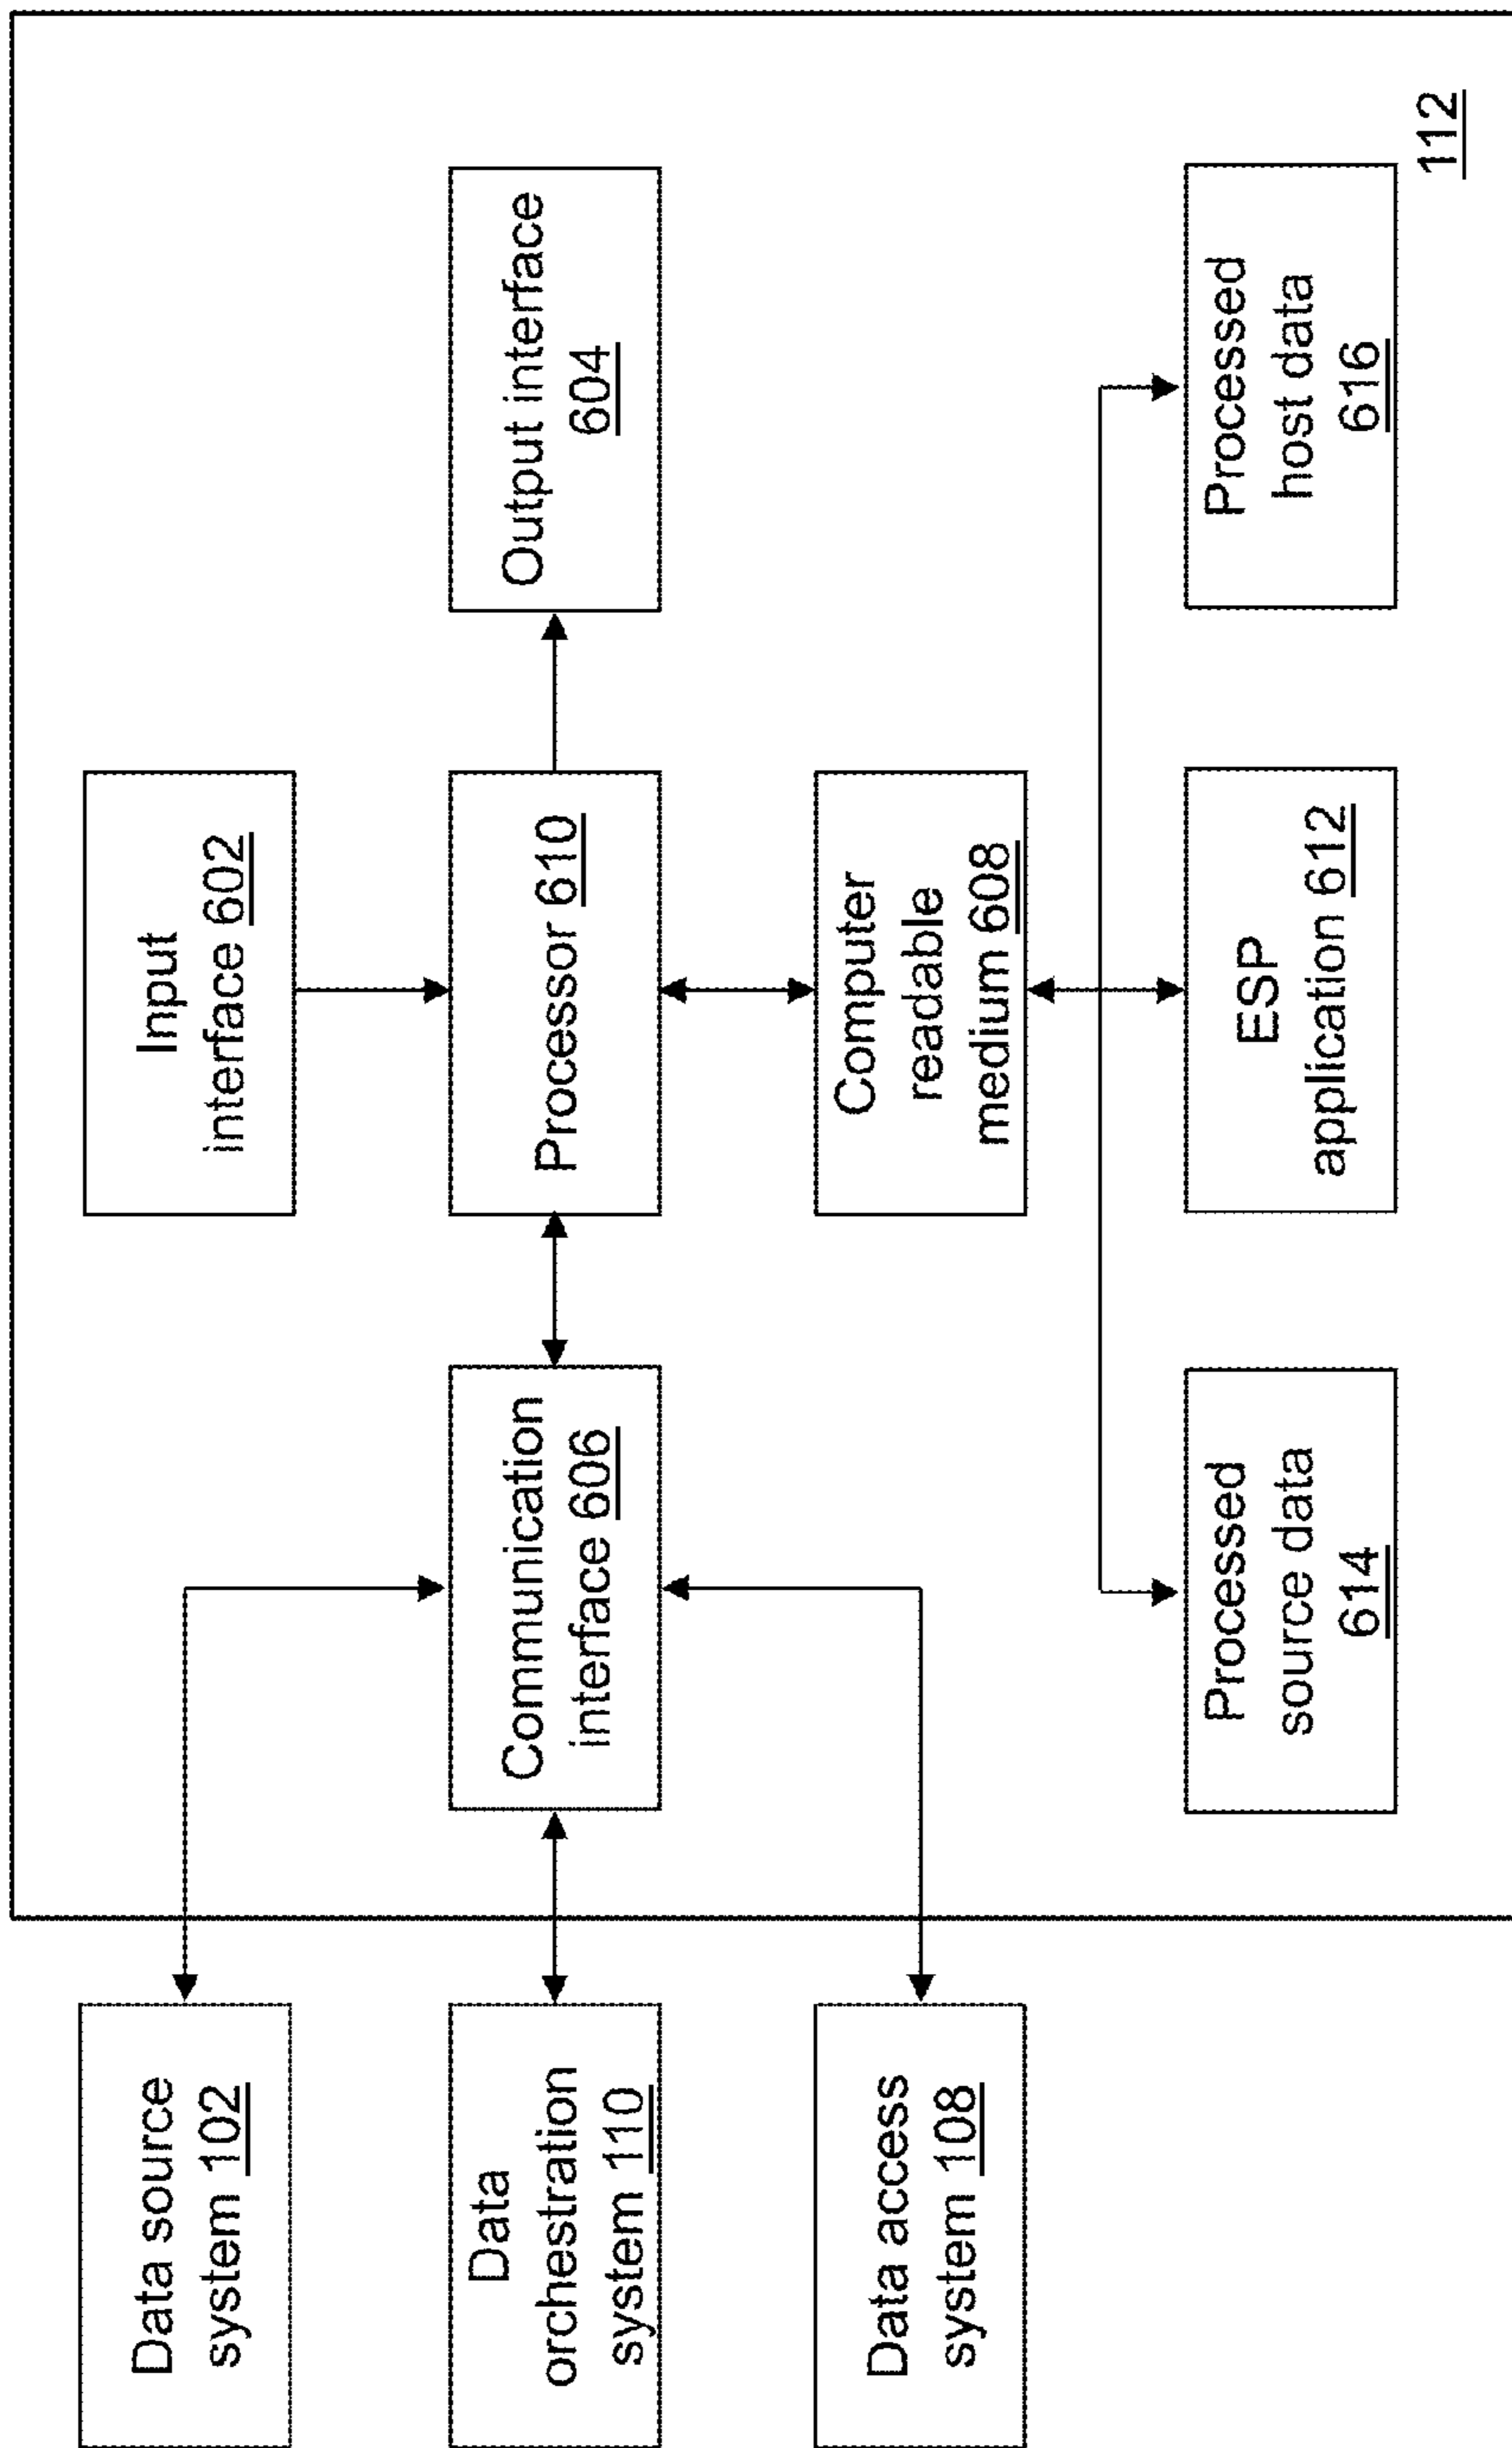 Data source
system 102
Data
orchestration
system 110
Data access
system 108
Communication
interface 606
Input
interface 602
Processor 610
Computer
readable
medium 608
Output interface
604
Processed
source data
614
ESP
application 612
Processed
host data
616
112